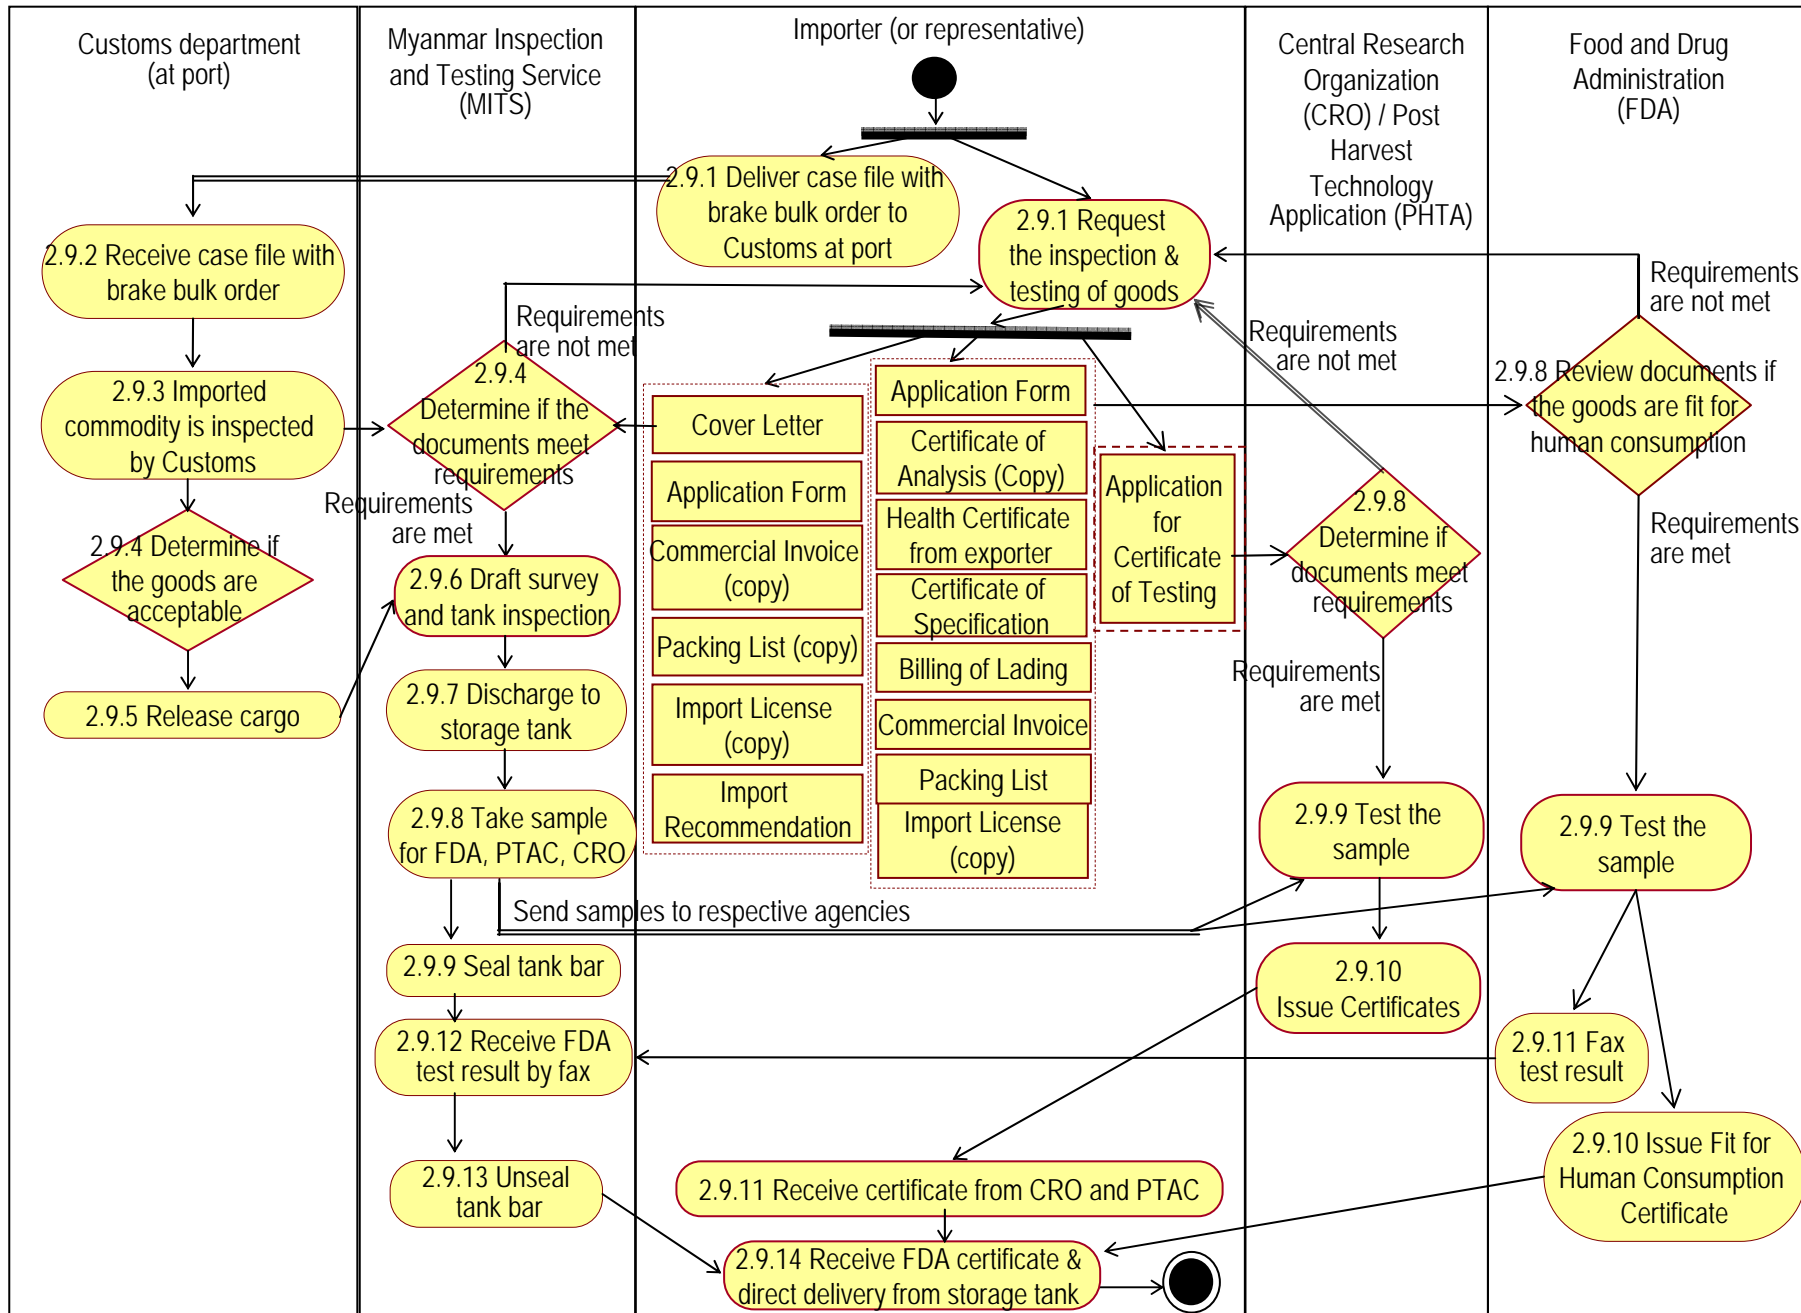 Customs department
(at port)
Myanmar Inspection
and Testing Service
(MITS)
Importer (or representative)
Central Research
Organization
(CRO) / Post
Harvest
Technology
Application (PHTA)
Food and Drug
Administration
(FDA)
2.9.1 Deliver case file with
brake bulk order to
Customs at port
2.9.1 Request
the inspection &
testing of goods
2.9.2 Receive case file with
brake bulk order
Requirements
are not met
Requirements
are not met
Requirements
are not met
2.9.3 Imported
commodity is inspected
by Customs
2.9.4
Determine if the
documents meet
requirements
Requirements
are met
2.9.4 Determine if
the goods are
acceptable
2.9.5 Release cargo
2.9.6 Draft survey
and tank inspection
2.9.7 Discharge to
storage tank
2.9.8 Take sample
for FDA, PTAC, CRO
Send samples to respective agencies
2.9.9 Seal tank bar
2.9.12 Receive FDA
test result by fax
2.9.13 Unseal
tank bar
Cover Letter
Application Form
Commercial Invoice
(copy)
Packing List (copy)
Import License
(copy)
Import
Recommendation
Application Form
Certificate of
Analysis (Copy)
Health Certificate
from exporter
Certificate of
Specification
Billing of Lading
Commercial Invoice
Packing List
Import License
(copy)
Application
for
Certificate
of Testing
2.9.8
Determine if
documents meet
requirements
Requirements
are met
2.9.9 Test the
sample
2.9.10
Issue Certificates
2.9.8 Review documents if
the goods are fit for
human consumption
Requirements
are met
2.9.9 Test the
sample
2.9.11 Fax
test result
2.9.10 Issue Fit for
Human Consumption
Certificate
2.9.11 Receive certificate from CRO and PTAC
2.9.14 Receive FDA certificate &
direct delivery from storage tank